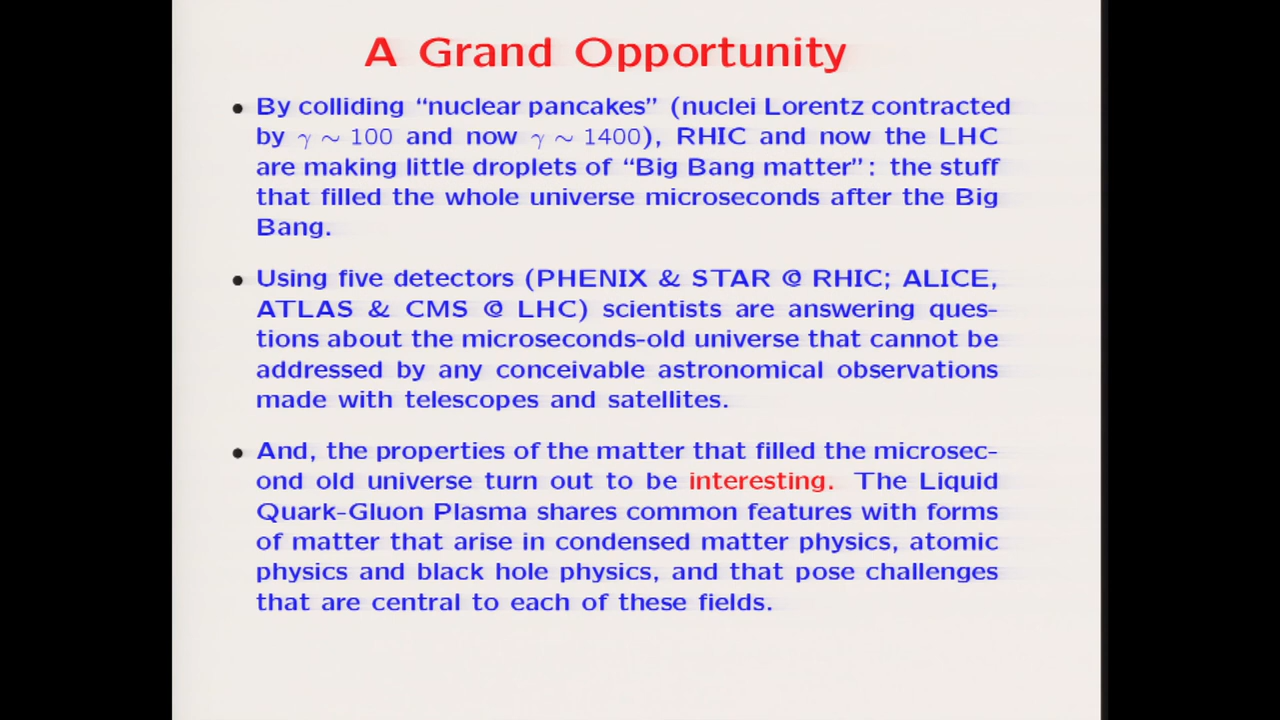 A Grand Opportunity
• By colliding “nuclear pancakes” (nuclei Lorentz contracted
by γ ∼ 100 and now γ ∼ 1400), RHIC and now the LHC
are making little droplets of “Big Bang matter”: the stuff
that filled the whole universe microseconds after the Big
Bang.
• Using five detectors (PHENIX & STAR @ RHIC; ALICE,
ATLAS & CMS @ LHC) scientists are answering ques-
tions about the microseconds-old universe that cannot be
addressed by any conceivable astronomical observations
made with telescopes and satellites.
• And, the properties of the matter that filled the microsec-
ond old universe turn out to be interesting. The Liquid
Quark-Gluon Plasma shares common features with forms
of matter that arise in condensed matter physics, atomic
physics and black hole physics, and that pose challenges
that are central to each of these fields.